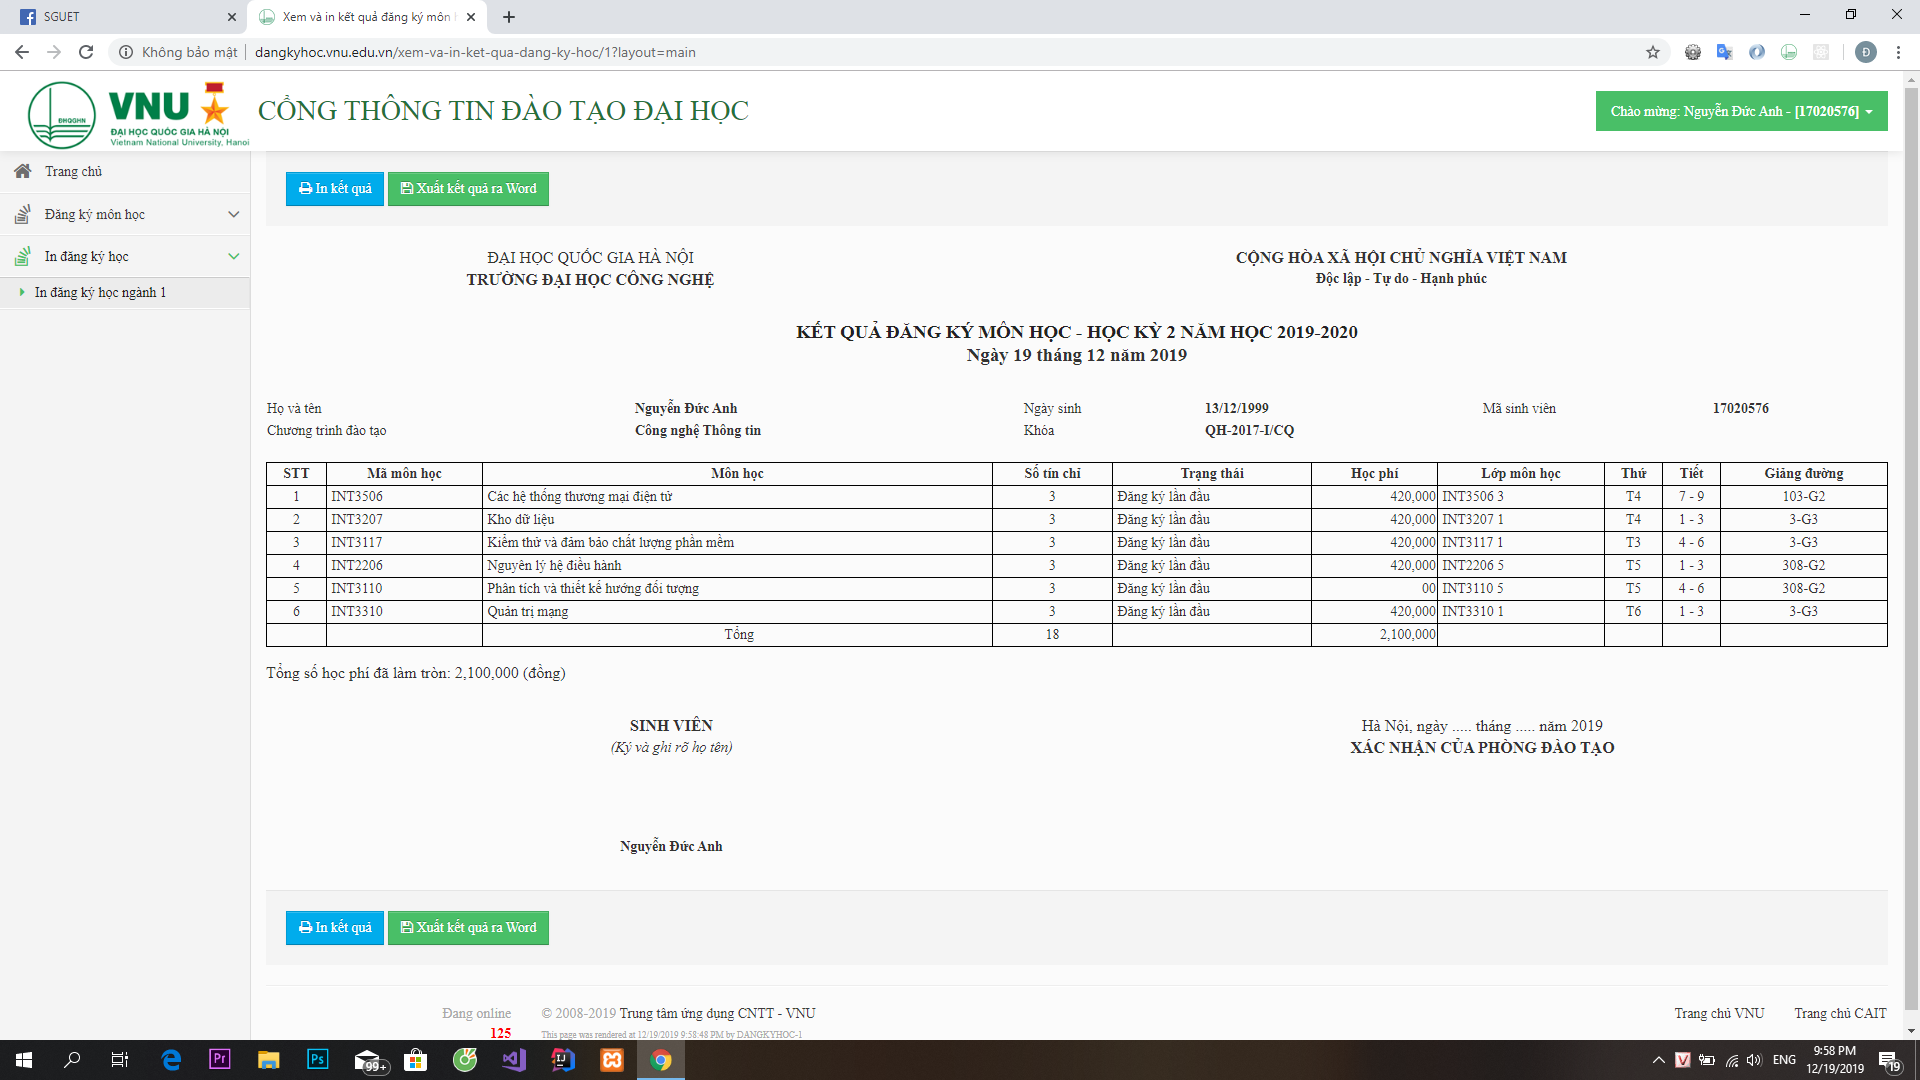 SGUET
Xem và in kết quả đăng ký môn h
Không bảo mật
dangkyhoc.vnu.edu.vn/xem-va-in-ket-qua-dang-ky-hoc/1?layout=main
Đ
ĐHQGHN
VNU
ĐẠI HỌC QUỐC GIA HÀ NỘI
Vietnam National University, Hanoi
CỔNG THÔNG TIN ĐÀO TẠO ĐẠI HỌC
Chào mừng: Nguyễn Đức Anh - [17020576]
Trang chủ
Đăng ký môn học
In đăng ký học
In đăng ký học ngành 1
In kết quả
Xuất kết quả ra Word
ĐẠI HỌC QUỐC GIA HÀ NỘI
TRƯỜNG ĐẠI HỌC CÔNG NGHỆ
CỘNG HÒA XÃ HỘI CHỦ NGHĨA VIỆT NAM
Độc lập - Tự do - Hạnh phúc
KẾT QUẢ ĐĂNG KÝ MÔN HỌC - HỌC KỲ 2 NĂM HỌC 2019-2020
Ngày 19 tháng 12 năm 2019
Họ và tên Nguyễn Đức Anh Ngày sinh 13/12/1999 Mã sinh viên 17020576
Chương trình đào tạo Công nghệ Thông tin Khóa QH-2017-I/CQ
STT Mã môn học Môn học Số tín chỉ Trạng thái Học phí Lớp môn học Thứ Tiết Giảng đường
1 INT3506 Các hệ thống thương mại điện tử 3 Đăng ký lần đầu 420,000 INT3506 3 T4 7 - 9 103-G2
2 INT3207 Kho dữ liệu 3 Đăng ký lần đầu 420,000 INT3207 1 T4 1 - 3 3-G3
3 INT3117 Kiểm thử và đảm bảo chất lượng phần mềm 3 Đăng ký lần đầu 420,000 INT3117 1 T3 4 - 6 3-G3
4 INT2206 Nguyên lý hệ điều hành 3 Đăng ký lần đầu 420,000 INT2206 5 T5 1 - 3 308-G2
5 INT3110 Phân tích và thiết kế hướng đối tượng 3 Đăng ký lần đầu 00 INT3110 5 T5 4 - 6 308-G2
6 INT3310 Quản trị mạng 3 Đăng ký lần đầu 420,000 INT3310 1 T6 1 - 3 3-G3
Tổng 18 2,100,000
Tổng số học phí đã làm tròn: 2,100,000 (đồng)
SINH VIÊN
(Ký và ghi rõ họ tên)
Hà Nội, ngày ..... tháng ..... năm 2019
XÁC NHẬN CỦA PHÒNG ĐÀO TẠO
Nguyễn Đức Anh
In kết quả
Xuất kết quả ra Word
Đang online
125
© 2008-2019 Trung tâm ứng dụng CNTT - VNU
This page was rendered at 12/19/2019 9:58:48 PM by DANGKYHOC-1
Trang chủ VNU
Trang chủ CAIT
Pr
Ps
99+
IJ
V
ENG
9:58 PM
12/19/2019
19